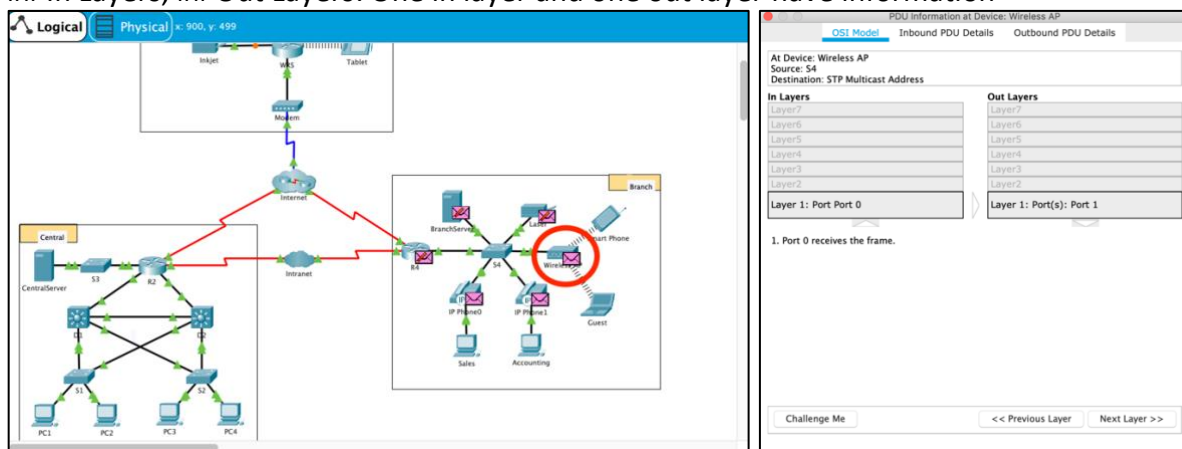 Logical
Physical x: 900, y: 499
Inkjet
WRS
Tablet
Modem
Internet
Branch
BranchServer
Laser
Smart Phone
R4
S4
Wireless
IP Phone0
IP Phone1
Guest
Sales
Accounting
Central
CentralServer
S3
R2
Intranet
D1
D2
S1
S2
PC1
PC2
PC3
PC4
PDU Information at Device: Wireless AP
OSI Model
Inbound PDU Details
Outbound PDU Details
At Device: Wireless AP
Source: S4
Destination: STP Multicast Address
In Layers
Out Layers
Layer7
Layer7
Layer6
Layer6
Layer5
Layer5
Layer4
Layer4
Layer3
Layer3
Layer2
Layer2
Layer 1: Port Port 0
Layer 1: Port(s): Port 1
1. Port 0 receives the frame.
Challenge Me
<< Previous Layer
Next Layer >>